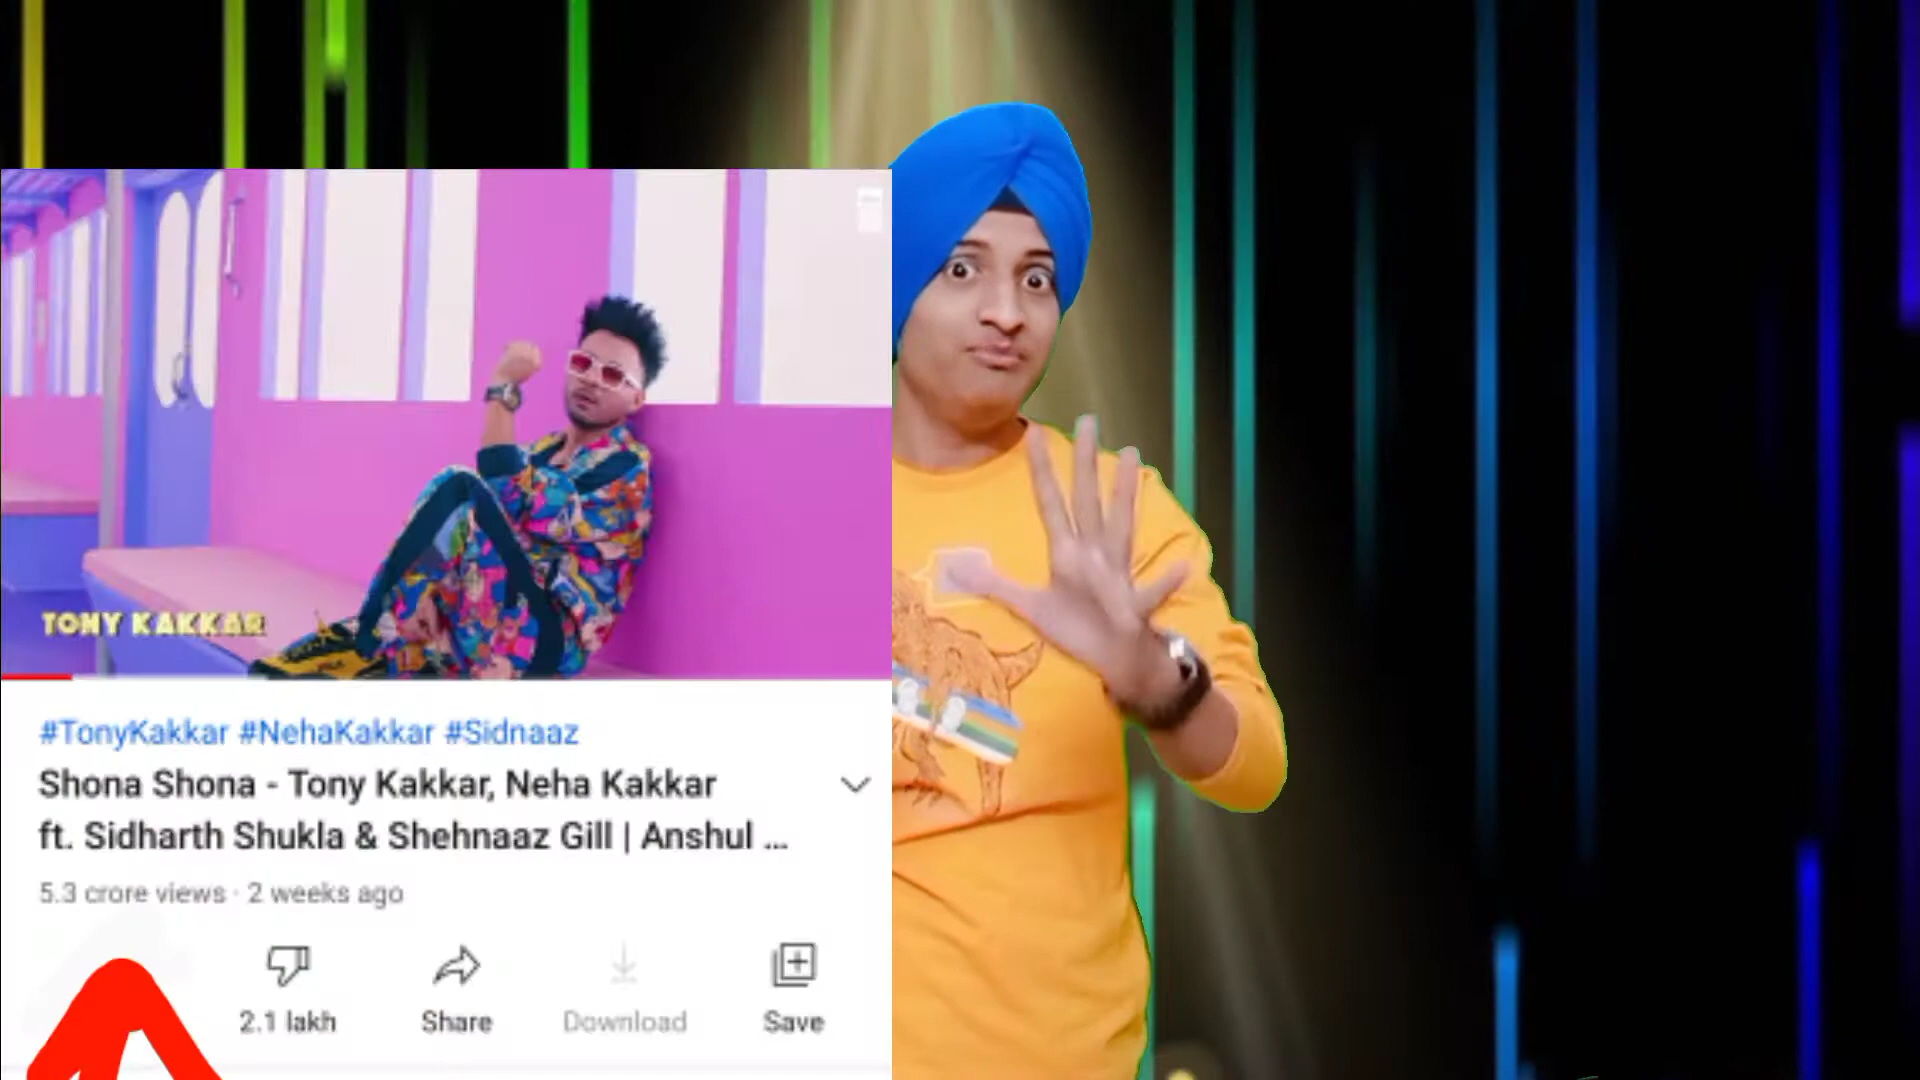 TONY KAKKAR
#TonyKakkar #NehaKakkar #Sidnaaz
Shona Shona - Tony Kakkar, Neha Kakkar
ft. Sidharth Shukla & Shehnaaz Gill | Anshul ...
5.3 crore views · 2 weeks ago
2.1 lakh Share Download Save